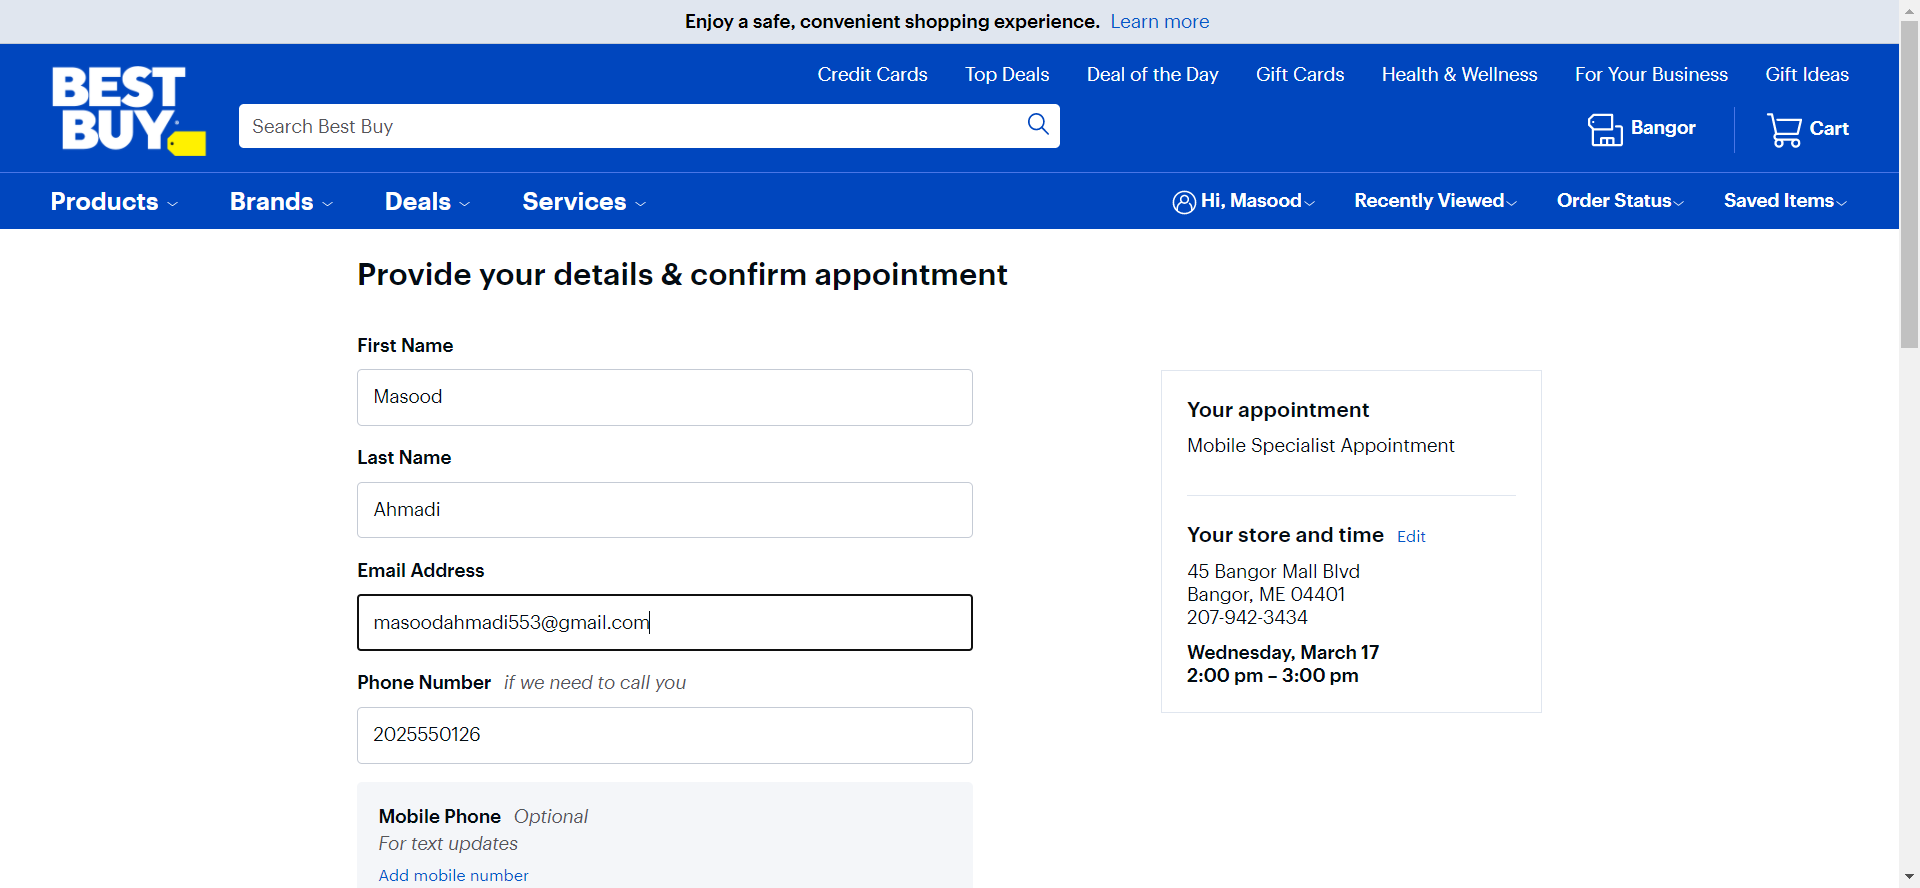 Enjoy a safe, convenient shopping experience. Learn more
Credit Cards Top Deals Deal of the Day Gift Cards Health & Wellness For Your Business Gift Ideas
BEST
BUY
Search Best Buy
Bangor
Cart
Products Brands Deals Services
Hi, Masood Recently Viewed Order Status Saved Items
Provide your details & confirm appointment
First Name
Masood
Last Name
Ahmadi
Email Address
masoodahmadi553@gmail.com
Phone Number if we need to call you
2025550126
Mobile Phone Optional
For text updates
Add mobile number
Your appointment
Mobile Specialist Appointment
Your store and time Edit
45 Bangor Mall Blvd
Bangor, ME 04401
207-942-3434
Wednesday, March 17
2:00 pm – 3:00 pm